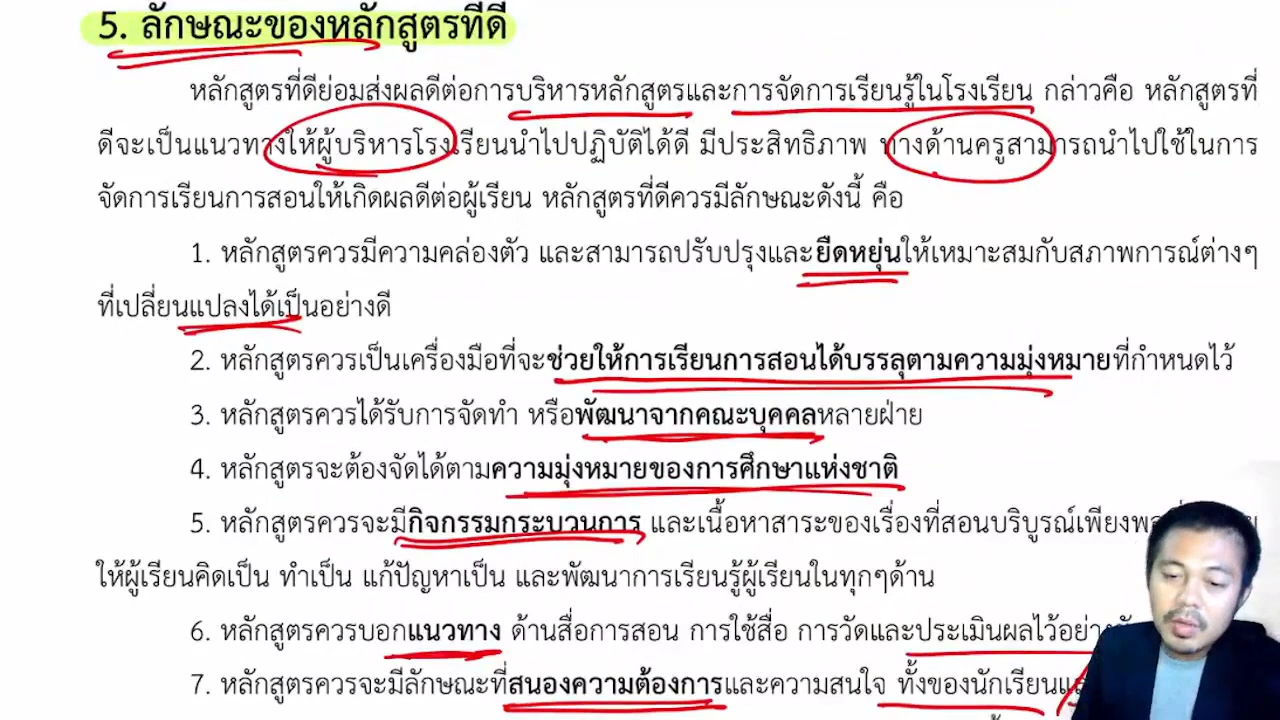 5. ลักษณะของหลักสูตรที่ดี
หลักสูตรที่ดีย่อมส่งผลดีต่อการบริหารหลักสูตรและการจัดการเรียนรู้ในโรงเรียน กล่าวคือ หลักสูตรที่
ดีจะเป็นแนวทางให้ผู้บริหารโรงเรียนนำไปปฏิบัติได้ดี มีประสิทธิภาพ ทางด้านครูสามารถนำไปใช้ในการ
จัดการเรียนการสอนให้เกิดผลดีต่อผู้เรียน หลักสูตรที่ดีควรมีลักษณะดังนี้ คือ
1. หลักสูตรควรมีความคล่องตัว และสามารถปรับปรุงและยืดหยุ่นให้เหมาะสมกับสภาพการณ์ต่างๆ
ที่เปลี่ยนแปลงได้เป็นอย่างดี
2. หลักสูตรควรเป็นเครื่องมือที่จะช่วยให้การเรียนการสอนได้บรรลุตามความมุ่งหมายที่กำหนดไว้
3. หลักสูตรควรได้รับการจัดทำ หรือพัฒนาจากคณะบุคคลหลายฝ่าย
4. หลักสูตรจะต้องจัดได้ตามความมุ่งหมายของการศึกษาแห่งชาติ
5. หลักสูตรควรจะมีกิจกรรมกระบวนการ และเนื้อหาสาระของเรื่องที่สอนบริบูรณ์
ให้ผู้เรียนคิดเป็น ทำเป็น แก้ปัญหาเป็น และพัฒนาการเรียนรู้ผู้เรียนในทุกๆด้าน
6. หลักสูตรควรบอกแนวทาง ด้านสื่อการสอน การใช้สื่อ การวัดและประเมินผลไว้อย่าง
7. หลักสูตรควรจะมีลักษณะที่สนองความต้องการและความสนใจ ทั้งของนักเรียน